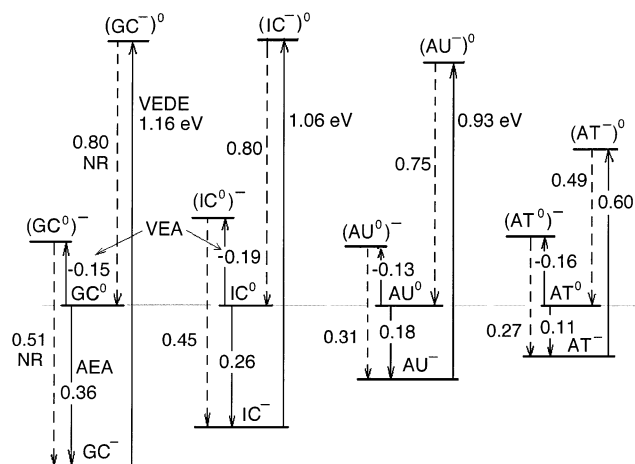 (GC⁻)⁰
(IC⁻)⁰
(AU⁻)⁰
(AT⁻)⁰
VEDE
1.16 eV
0.80
NR
0.80
1.06 eV
0.75
0.93 eV
0.49
0.60
(GC⁰)⁻
VEA
(IC⁰)⁻
(AU⁰)⁻
(AT⁰)⁻
-0.15
-0.19
-0.13
-0.16
GC⁰
IC⁰
AU⁰
AT⁰
0.51
NR
AEA
0.36
0.45
0.26
0.31
0.18
0.27
0.11
GC⁻
IC⁻
AU⁻
AT⁻